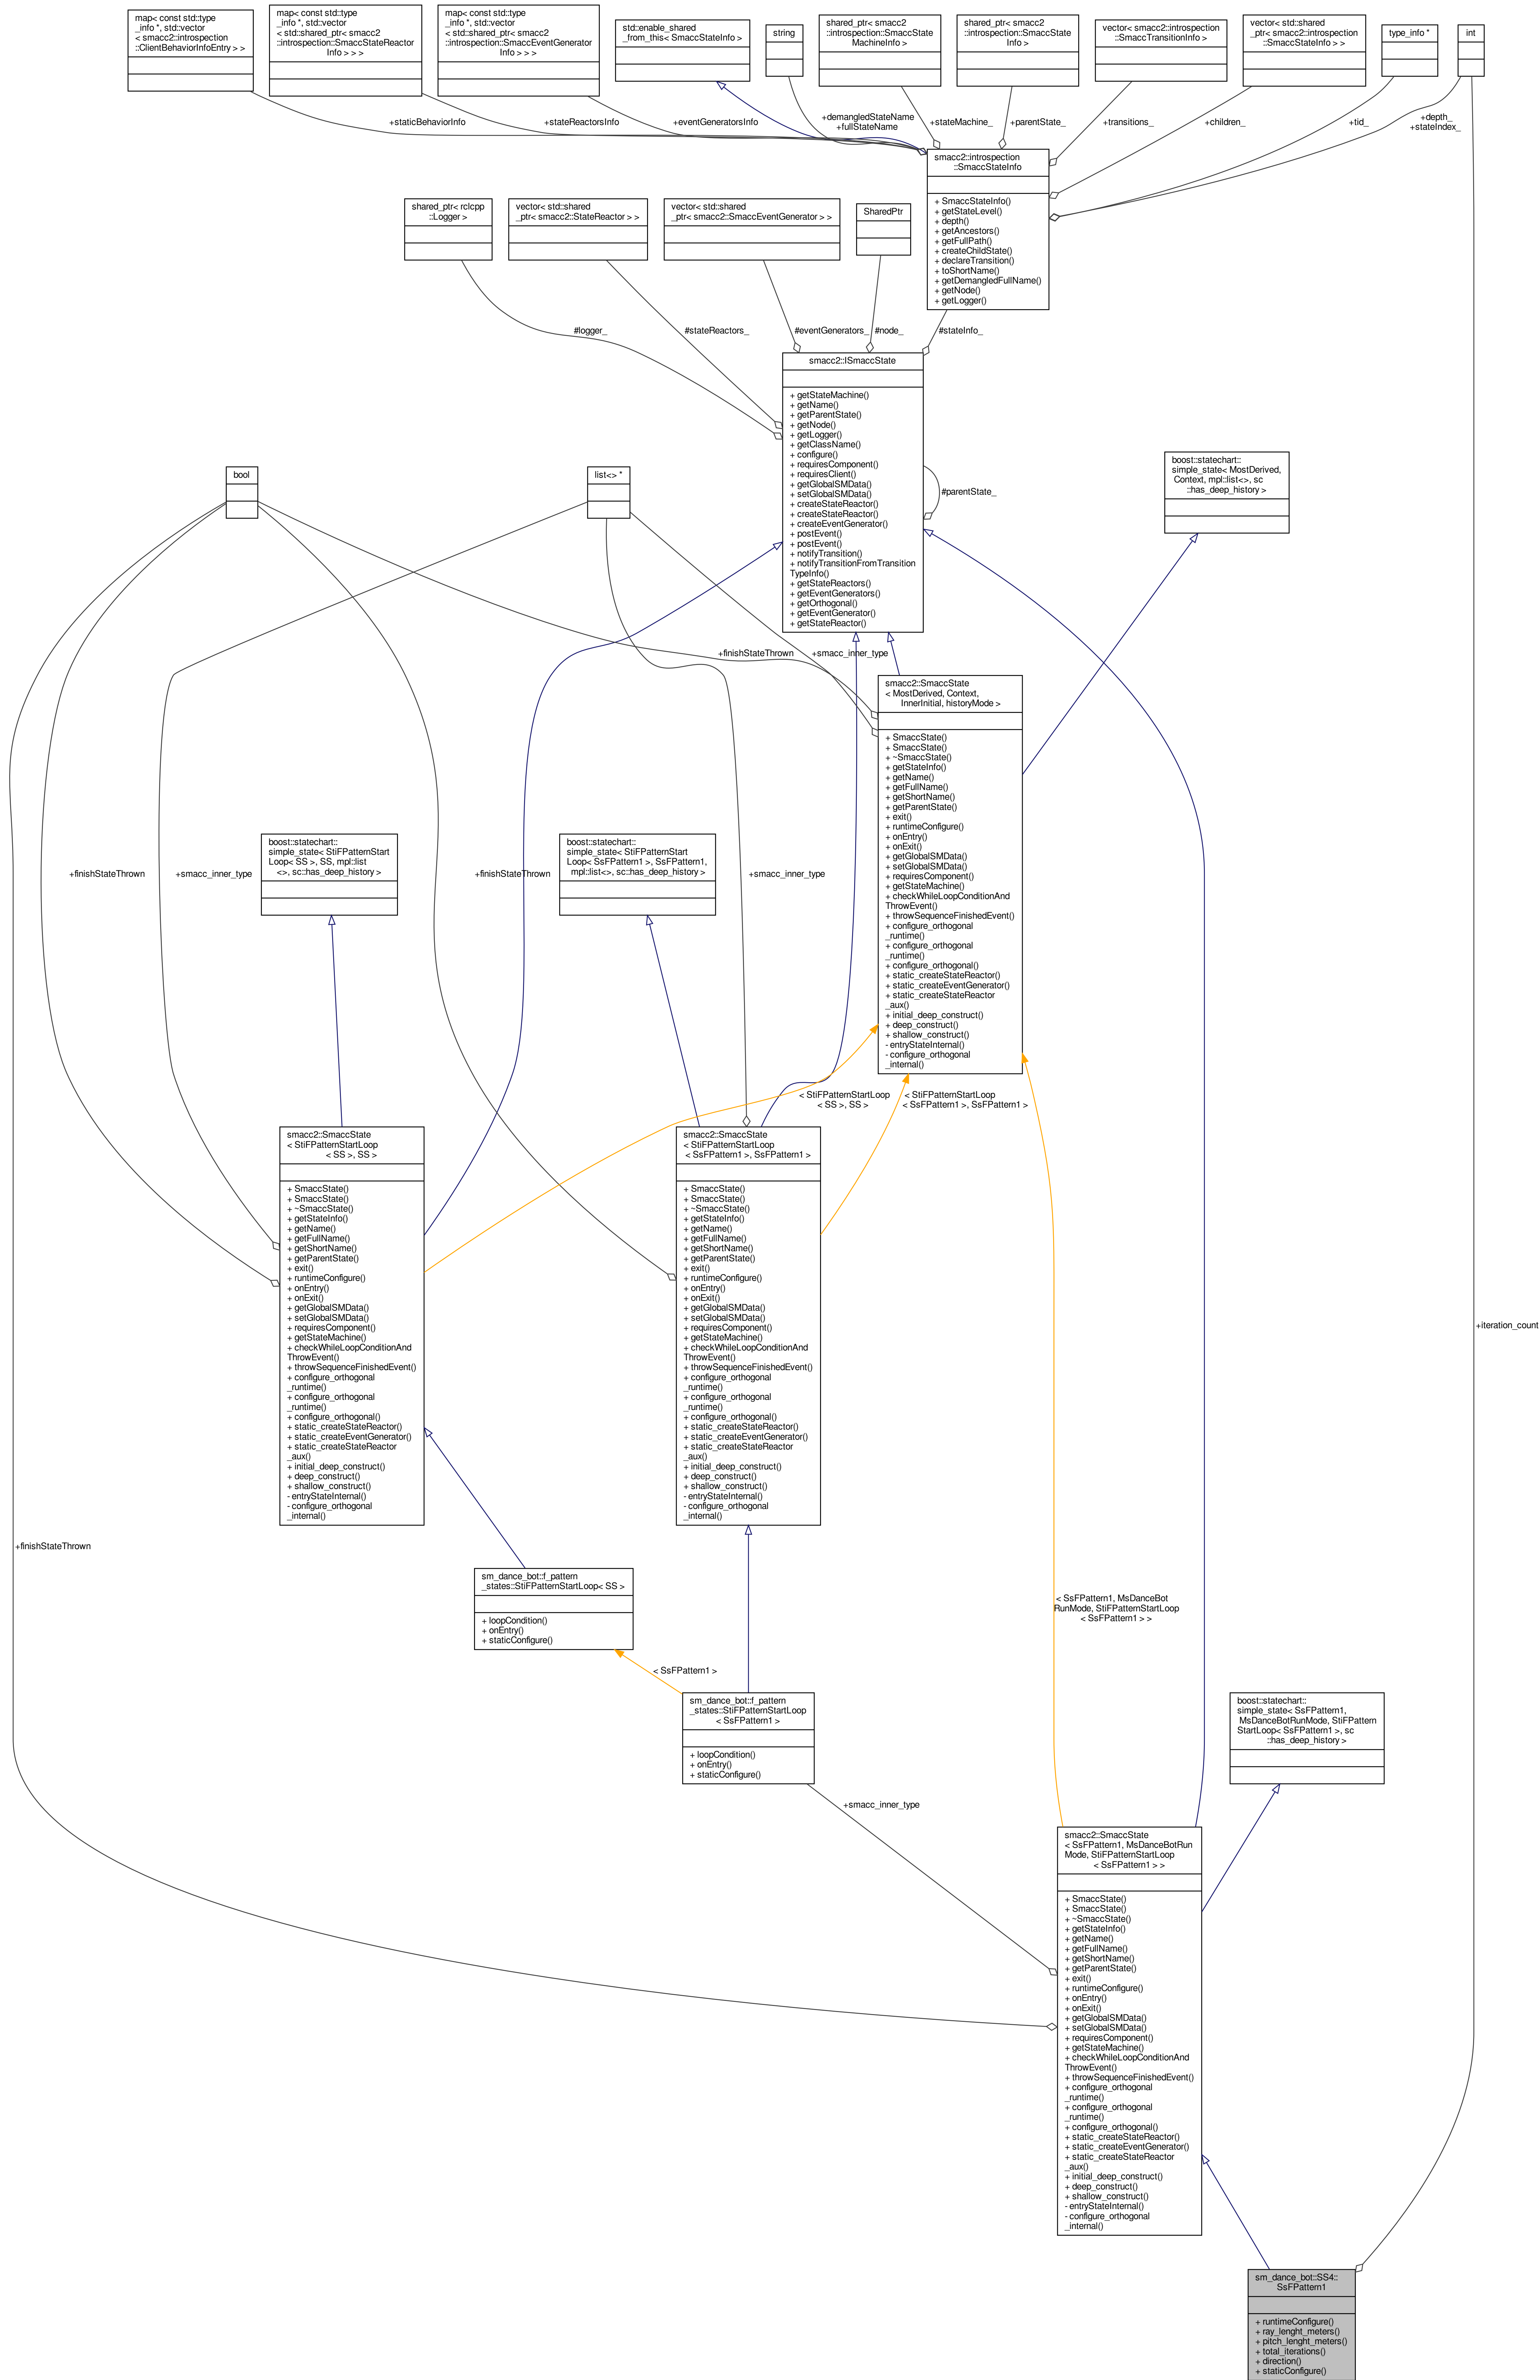 map< const std::type
_info *, std::vector
< smacc2::introspection
::ClientBehaviorInfoEntry > >
map< const std::type
_info *, std::vector
< std::shared_ptr< smacc2
::introspection::SmaccStateReactor
Info > > >
map< const std::type
_info *, std::vector
< std::shared_ptr< smacc2
::introspection::SmaccEventGenerator
Info > > >
std::enable_shared
_from_this< SmaccStateInfo >
string
shared_ptr< smacc2
::introspection::SmaccState
MachineInfo >
shared_ptr< smacc2
::introspection::SmaccState
Info >
vector< smacc2::introspection
::SmaccTransitionInfo >
vector< std::shared
_ptr< smacc2::introspection
::SmaccStateInfo > >
type_info *
int
+staticBehaviorInfo
+stateReactorsInfo
+eventGeneratorsInfo
+demangledStateName
+fullStateName
+stateMachine_
+parentState_
+transitions_
+children_
+tid_
+depth_
+stateIndex_
smacc2::introspection
::SmaccStateInfo
+ SmaccStateInfo()
+ getStateLevel()
+ depth()
+ getAncestors()
+ getFullPath()
+ createChildState()
+ declareTransition()
+ toShortName()
+ getDemangledFullName()
+ getNode()
+ getLogger()
shared_ptr< rclcpp
::Logger >
vector< std::shared
_ptr< smacc2::StateReactor > >
vector< std::shared
_ptr< smacc2::SmaccEventGenerator > >
SharedPtr
#logger_
#stateReactors_
#eventGenerators_
#node_
#stateInfo_
smacc2::ISmaccState
+ getStateMachine()
+ getName()
+ getParentState()
+ getNode()
+ getLogger()
+ getClassName()
+ configure()
+ requiresComponent()
+ requiresClient()
+ getGlobalSMData()
+ setGlobalSMData()
+ createStateReactor()
+ createStateReactor()
+ createEventGenerator()
+ postEvent()
+ postEvent()
+ notifyTransition()
+ notifyTransitionFromTransition
TypeInfo()
+ getStateReactors()
+ getEventGenerators()
+ getOrthogonal()
+ getEventGenerator()
+ getStateReactor()
#parentState_
bool
list<> *
boost::statechart::
simple_state< MostDerived,
Context, mpl::list<>, sc
::has_deep_history >
+finishStateThrown
+smacc_inner_type
smacc2::SmaccState
< MostDerived, Context,
InnerInitial, historyMode >
+ SmaccState()
+ SmaccState()
+ ~SmaccState()
+ getStateInfo()
+ getName()
+ getFullName()
+ getShortName()
+ getParentState()
+ exit()
+ runtimeConfigure()
+ onEntry()
+ onExit()
+ getGlobalSMData()
+ setGlobalSMData()
+ requiresComponent()
+ getStateMachine()
+ checkWhileLoopConditionAnd
ThrowEvent()
+ throwSequenceFinishedEvent()
+ configure_orthogonal
_runtime()
+ configure_orthogonal
_runtime()
+ configure_orthogonal()
+ static_createStateReactor()
+ static_createEventGenerator()
+ static_createStateReactor
_aux()
+ initial_deep_construct()
+ deep_construct()
+ shallow_construct()
- entryStateInternal()
- configure_orthogonal
_internal()
boost::statechart::
simple_state< StiFPatternStart
Loop< SS >, SS, mpl::list
<>, sc::has_deep_history >
boost::statechart::
simple_state< StiFPatternStart
Loop< SsFPattern1 >, SsFPattern1,
mpl::list<>, sc::has_deep_history >
+finishStateThrown
+smacc_inner_type
+finishStateThrown
+smacc_inner_type
< StiFPatternStartLoop
< SS >, SS >
< StiFPatternStartLoop
< SsFPattern1 >, SsFPattern1 >
smacc2::SmaccState
< StiFPatternStartLoop
< SS >, SS >
+ SmaccState()
+ SmaccState()
+ ~SmaccState()
+ getStateInfo()
+ getName()
+ getFullName()
+ getShortName()
+ getParentState()
+ exit()
+ runtimeConfigure()
+ onEntry()
+ onExit()
+ getGlobalSMData()
+ setGlobalSMData()
+ requiresComponent()
+ getStateMachine()
+ checkWhileLoopConditionAnd
ThrowEvent()
+ throwSequenceFinishedEvent()
+ configure_orthogonal
_runtime()
+ configure_orthogonal
_runtime()
+ configure_orthogonal()
+ static_createStateReactor()
+ static_createEventGenerator()
+ static_createStateReactor
_aux()
+ initial_deep_construct()
+ deep_construct()
+ shallow_construct()
- entryStateInternal()
- configure_orthogonal
_internal()
smacc2::SmaccState
< StiFPatternStartLoop
< SsFPattern1 >, SsFPattern1 >
+ SmaccState()
+ SmaccState()
+ ~SmaccState()
+ getStateInfo()
+ getName()
+ getFullName()
+ getShortName()
+ getParentState()
+ exit()
+ runtimeConfigure()
+ onEntry()
+ onExit()
+ getGlobalSMData()
+ setGlobalSMData()
+ requiresComponent()
+ getStateMachine()
+ checkWhileLoopConditionAnd
ThrowEvent()
+ throwSequenceFinishedEvent()
+ configure_orthogonal
_runtime()
+ configure_orthogonal
_runtime()
+ configure_orthogonal()
+ static_createStateReactor()
+ static_createEventGenerator()
+ static_createStateReactor
_aux()
+ initial_deep_construct()
+ deep_construct()
+ shallow_construct()
- entryStateInternal()
- configure_orthogonal
_internal()
+iteration_count
+finishStateThrown
sm_dance_bot::f_pattern
_states::StiFPatternStartLoop< SS >
+ loopCondition()
+ onEntry()
+ staticConfigure()
< SsFPattern1, MsDanceBot
RunMode, StiFPatternStartLoop
< SsFPattern1 > >
< SsFPattern1 >
sm_dance_bot::f_pattern
_states::StiFPatternStartLoop
< SsFPattern1 >
+ loopCondition()
+ onEntry()
+ staticConfigure()
boost::statechart::
simple_state< SsFPattern1,
MsDanceBotRunMode, StiFPattern
StartLoop< SsFPattern1 >, sc
::has_deep_history >
+smacc_inner_type
smacc2::SmaccState
< SsFPattern1, MsDanceBotRun
Mode, StiFPatternStartLoop
< SsFPattern1 > >
+ SmaccState()
+ SmaccState()
+ ~SmaccState()
+ getStateInfo()
+ getName()
+ getFullName()
+ getShortName()
+ getParentState()
+ exit()
+ runtimeConfigure()
+ onEntry()
+ onExit()
+ getGlobalSMData()
+ setGlobalSMData()
+ requiresComponent()
+ getStateMachine()
+ checkWhileLoopConditionAnd
ThrowEvent()
+ throwSequenceFinishedEvent()
+ configure_orthogonal
_runtime()
+ configure_orthogonal
_runtime()
+ configure_orthogonal()
+ static_createStateReactor()
+ static_createEventGenerator()
+ static_createStateReactor
_aux()
+ initial_deep_construct()
+ deep_construct()
+ shallow_construct()
- entryStateInternal()
- configure_orthogonal
_internal()
sm_dance_bot::SS4::
SsFPattern1
+ runtimeConfigure()
+ ray_lenght_meters()
+ pitch_lenght_meters()
+ total_iterations()
+ direction()
+ staticConfigure()